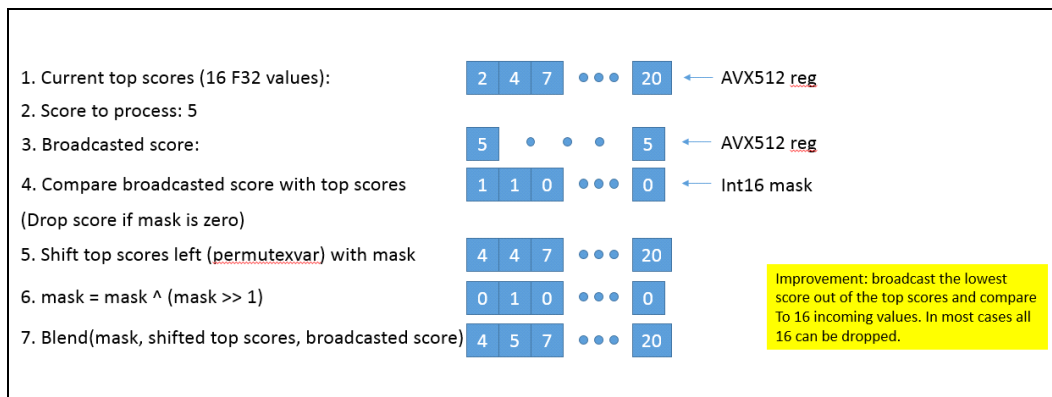 1. Current top scores (16 F32 values): 2 4 7 ••• 20 AVX512 reg
2. Score to process: 5
3. Broadcasted score: 5 • • • 5 AVX512 reg
4. Compare broadcasted score with top scores 1 1 0 ••• 0 Int16 mask
(Drop score if mask is zero)
5. Shift top scores left (permutexvar) with mask 4 4 7 ••• 20
6. mask = mask ^ (mask >> 1) 0 1 0 ••• 0
7. Blend(mask, shifted top scores, broadcasted score) 4 5 7 ••• 20
Improvement: broadcast the lowest
score out of the top scores and compare
To 16 incoming values. In most cases all
16 can be dropped.